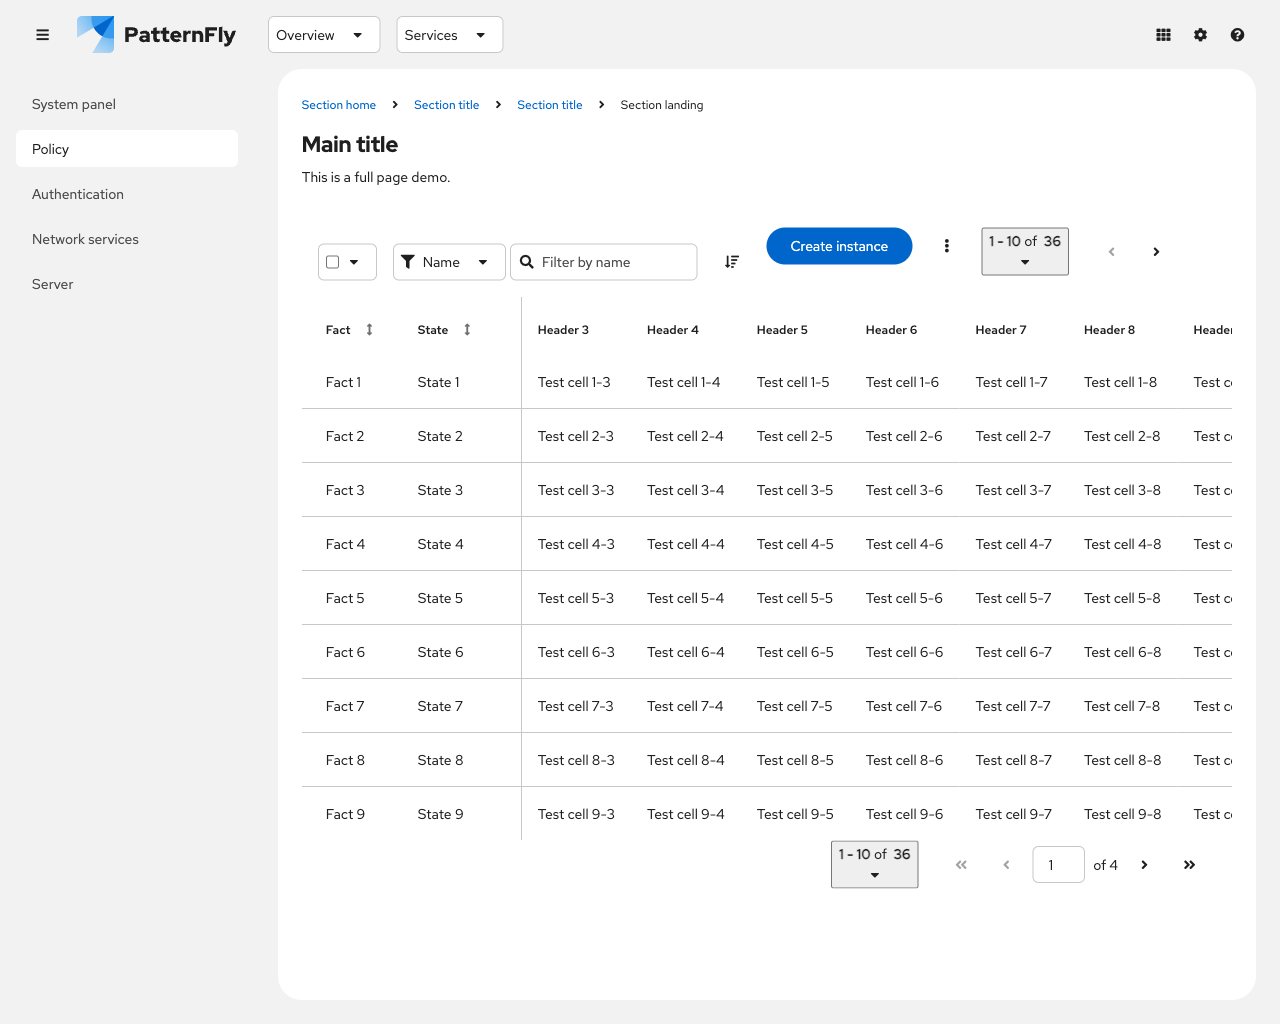 PatternFly Overview Services
System panel
Policy
Authentication
Network services
Server
Section home Section title Section title Section landing
Main title
This is a full page demo.
Name Filter by name Create instance 1 - 10 of 36
Fact State Header 3 Header 4 Header 5 Header 6 Header 7 Header 8 Header
Fact 1 State 1 Test cell 1-3 Test cell 1-4 Test cell 1-5 Test cell 1-6 Test cell 1-7 Test cell 1-8 Test c
Fact 2 State 2 Test cell 2-3 Test cell 2-4 Test cell 2-5 Test cell 2-6 Test cell 2-7 Test cell 2-8 Test c
Fact 3 State 3 Test cell 3-3 Test cell 3-4 Test cell 3-5 Test cell 3-6 Test cell 3-7 Test cell 3-8 Test c
Fact 4 State 4 Test cell 4-3 Test cell 4-4 Test cell 4-5 Test cell 4-6 Test cell 4-7 Test cell 4-8 Test c
Fact 5 State 5 Test cell 5-3 Test cell 5-4 Test cell 5-5 Test cell 5-6 Test cell 5-7 Test cell 5-8 Test c
Fact 6 State 6 Test cell 6-3 Test cell 6-4 Test cell 6-5 Test cell 6-6 Test cell 6-7 Test cell 6-8 Test c
Fact 7 State 7 Test cell 7-3 Test cell 7-4 Test cell 7-5 Test cell 7-6 Test cell 7-7 Test cell 7-8 Test c
Fact 8 State 8 Test cell 8-3 Test cell 8-4 Test cell 8-5 Test cell 8-6 Test cell 8-7 Test cell 8-8 Test c
Fact 9 State 9 Test cell 9-3 Test cell 9-4 Test cell 9-5 Test cell 9-6 Test cell 9-7 Test cell 9-8 Test c
1 - 10 of 36 1 of 4